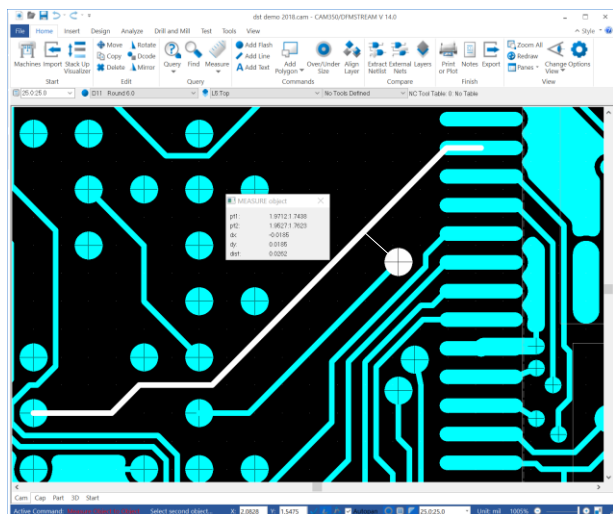 dst demo 2018.cam - CAM350/DFMSTREAM V 14.0
File Home Insert Design Analyze Drill and Mill Test Tools View
Style
Machines Import Stack Up Visualizer
Move Rotate
Copy Dcode
Delete Mirror
Query Find Measure
Add Flash
Add Line
Add Text
Add Polygon
Over/Under Size
Align Layer
Extract Netlist
External Nets
Compare Layers
Print or Plot
Notes Export
Zoom All
Redraw
Panes
Change View
Options
Start Edit Query Commands Compare Finish View
25.0:25.0 D11 Round 6.0 L6:Top No Tools Defined NC Tool Table: 0: No Table
MEASURE object
pt1: 1.9712:1.7438
pt2: 1.9527:1.7623
dx: -0.0185
dy: 0.0185
dist: 0.0262
Cam Cap Part 3D Start
Active Command: Select second object... X: 2.0828 Y: 1.5475 25.0:25.0 Unit: mil 1005%